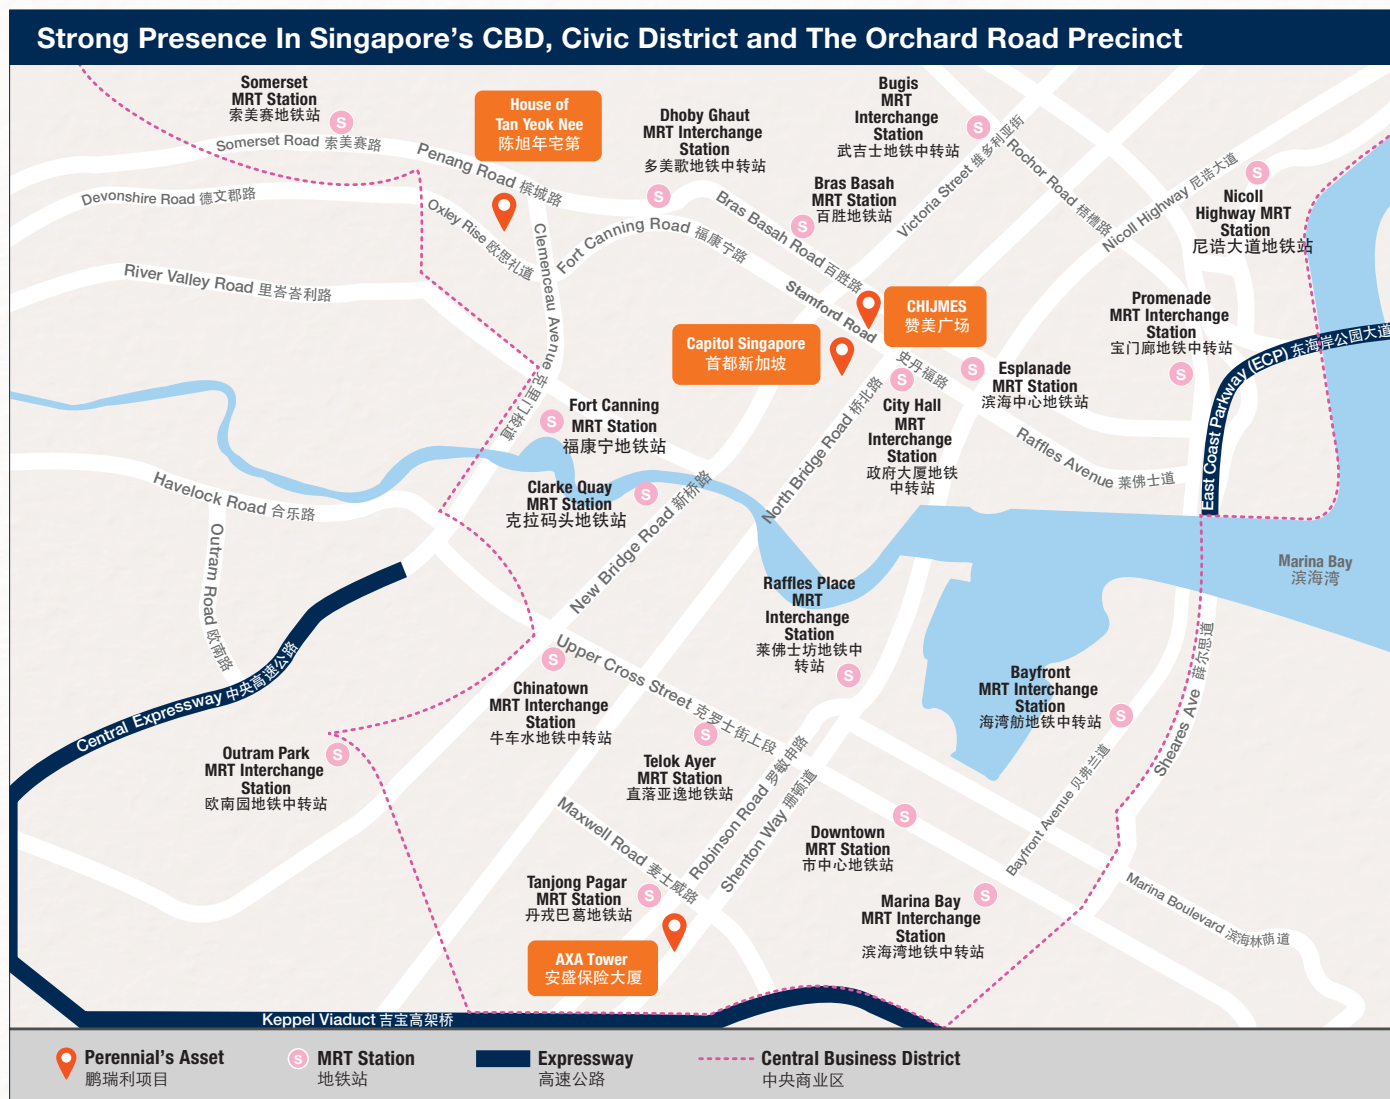 Strong Presence In Singapore's CBD, Civic District and The Orchard Road Precinct
Somerset
MRT Station
索美赛地铁站
S
Somerset Road 索美赛路
House of
Tan Yeok Nee
陈旭年宅第
Penang Road 槟城路
Dhoby Ghaut
MRT Interchange
Station
多美歌地铁中转站
S
Bugis
MRT
Interchange
Station
武吉士地铁中转站
S
Bras Basah
MRT Station
百胜地铁站
S
Victoria Street 维多利亚街
Rochor Road 梧槽路
Nicoll Highway 尼诰大道
S
Nicoll
Highway MRT
Station
尼诰大道地铁站
Devonshire Road 德文郡路
Oxley Rise 欧思礼道
Clemenceau Avenue 克里门梭道
Fort Canning Road 福康宁路
Bras Basah Road 百胜路
River Valley Road 里峇峇利路
Stamford Road
史丹福路
CHIJMES
赞美广场
Capitol Singapore
首都新加坡
Promenade
MRT Interchange
Station
宝门廊地铁中转站
S
East Coast Parkway (ECP) 东海岸公园大道
Esplanade
MRT Station
滨海中心地铁站
S
City Hall
MRT
Interchange
Station
政府大厦地铁
中转站
S
North Bridge Road 桥北路
Raffles Avenue 莱佛士道
Fort Canning
MRT Station
福康宁地铁站
S
Clarke Quay
MRT Station
克拉码头地铁站
S
Havelock Road 合乐路
Outram Road 欧南路
New Bridge Road 新桥路
Marina Bay
滨海湾
Raffles Place
MRT
Interchange
Station
莱佛士坊地铁中
转站
S
Central Expressway 中央高速公路
Upper Cross Street 克罗士街上段
Chinatown
MRT Interchange
Station
牛车水地铁中转站
S
Bayfront
MRT Interchange
Station
海湾舫地铁中转站
S
Sheares Ave 薛尔思道
Outram Park
MRT Interchange
Station
欧南园地铁中转站
S
Telok Ayer
MRT Station
直落亚逸地铁站
S
Robinson Road 罗敏申路
Shenton Way 珊顿道
Bayfront Avenue 贝弗兰道
Maxwell Road 麦士威路
Downtown
MRT Station
市中心地铁站
S
Tanjong Pagar
MRT Station
丹戎巴葛地铁站
S
Marina Bay
MRT Interchange
Station
滨海湾地铁中转站
S
Marina Boulevard 滨海林荫道
AXA Tower
安盛保险大厦
Keppel Viaduct 吉宝高架桥
Perennial's Asset
鹏瑞利项目
S
MRT Station
地铁站
Expressway
高速公路
Central Business District
中央商业区